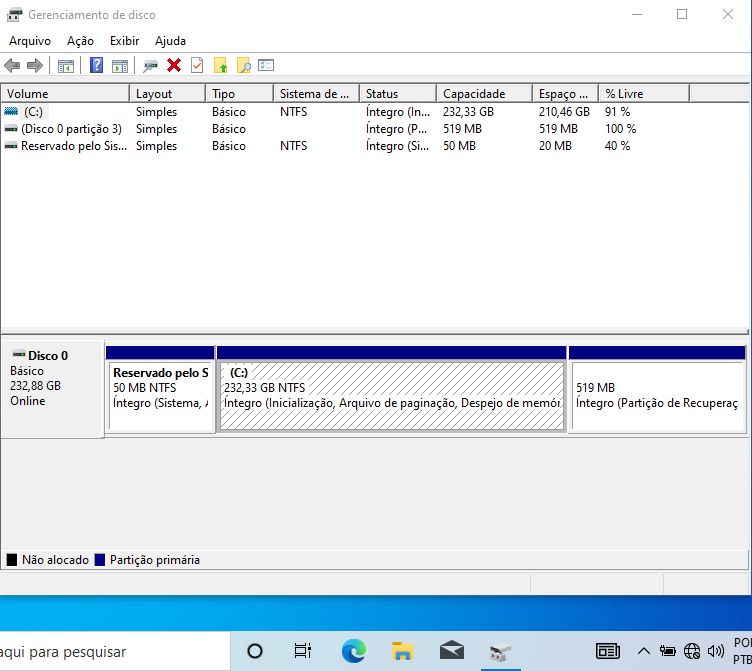 Gerenciamento de disco
Arquivo Ação Exibir Ajuda
Volume Layout Tipo Sistema de ... Status Capacidade Espaço ... % Livre
(C:) Simples Básico NTFS Íntegro (In... 232,33 GB 210,46 GB 91 %
(Disco 0 partição 3) Simples Básico Íntegro (P... 519 MB 519 MB 100 %
Reservado pelo Sis... Simples Básico NTFS Íntegro (Si... 50 MB 20 MB 40 %
Disco 0
Básico
232,88 GB
Online
Reservado pelo S
50 MB NTFS
Íntegro (Sistema, A
(C:)
232,33 GB NTFS
Íntegro (Inicialização, Arquivo de paginação, Despejo de memór
519 MB
Íntegro (Partição de Recuperaç
Não alocado Partição primária
aqui para pesquisar
POR
PTB